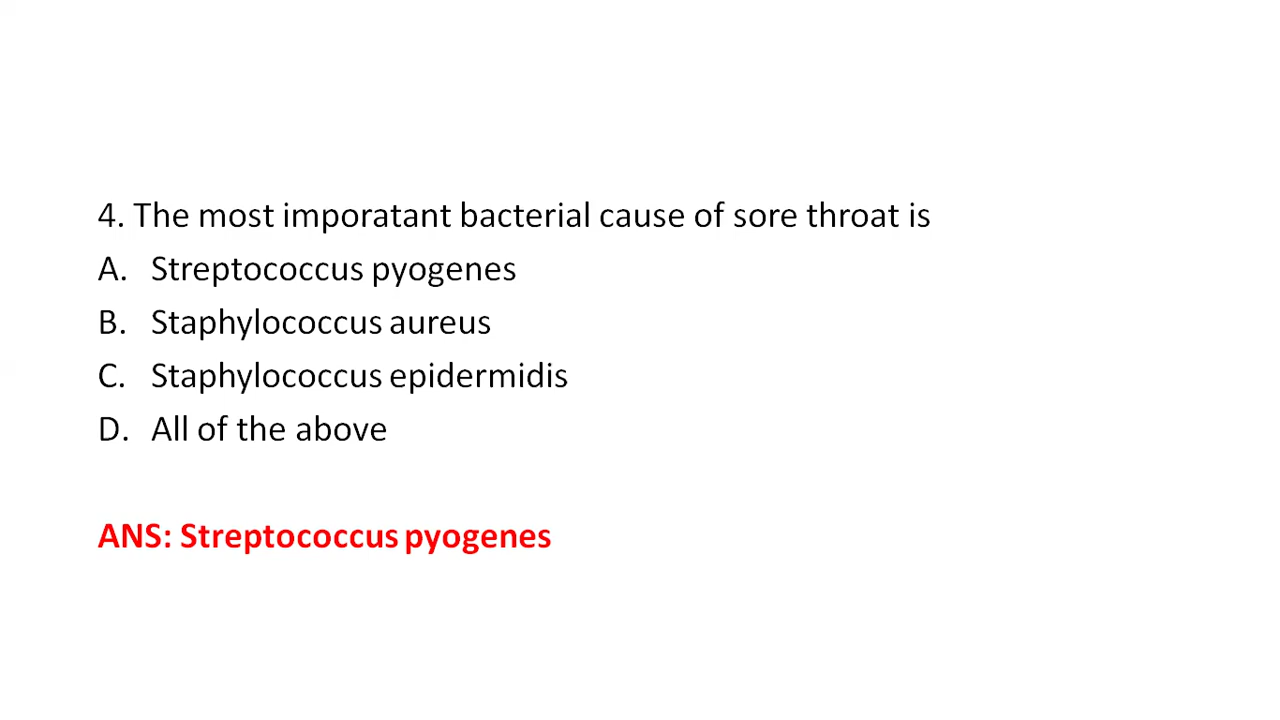 4. The most imporatant bacterial cause of sore throat is
A. Streptococcus pyogenes
B. Staphylococcus aureus
C. Staphylococcus epidermidis
D. All of the above
ANS: Streptococcus pyogenes